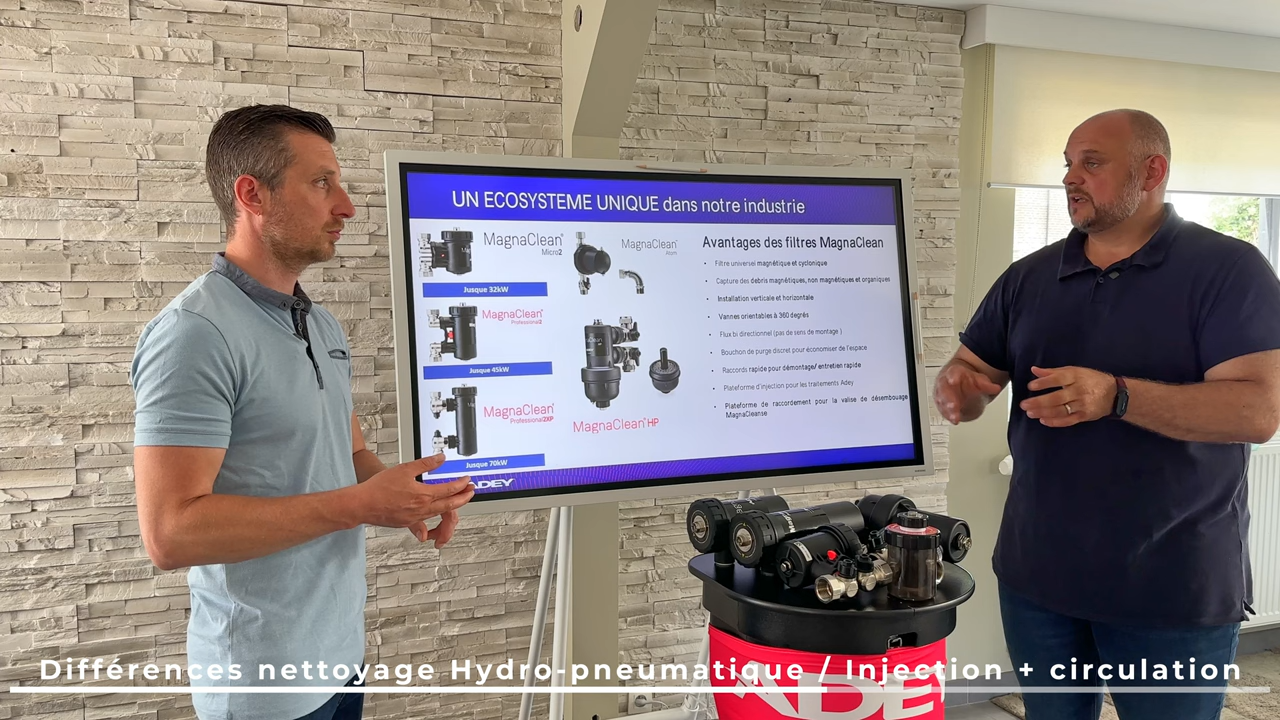 UN ECOSYSTEME UNIQUE dans notre industrie
MagnaClean®
Micro2
Jusque 32kW
MagnaClean®
Professional2
Jusque 45kW
MagnaClean®
Professional2XP
Jusque 70kW
ADEY
MagnaClean®
Atom
MagnaClean® HP
Avantages des filtres MagnaClean
• Filtre universel magnétique et cyclonique
• Capture des debris magnétiques, non magnétiques et organiques
• Installation verticale et horizontale
• Vannes orientables à 360 degrés
• Flux bi directionnel (pas de sens de montage )
• Bouchon de purge discret pour économiser de l'espace
• Raccords rapide pour démontage/ entretien rapide
• Plateforme d'injection pour les traitements Adey
• Plateforme de raccordement pour la valise de désembouage
MagnaCleanse
Différences nettoyage Hydro-pneumatique / Injection + circulation
ADEY